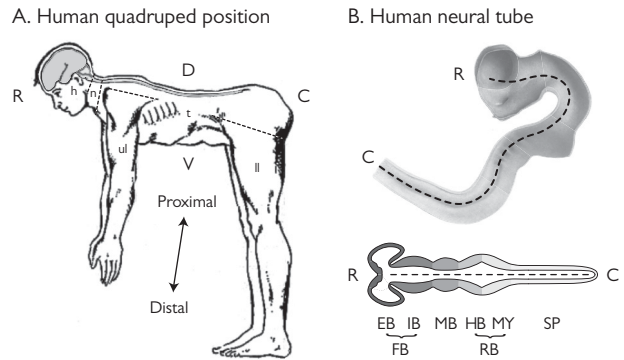 A. Human quadruped position
B. Human neural tube
D
R
h
n
C
t
ul
ll
V
Proximal
Distal
R
C
R
C
EB IB MB HB MY SP
FB RB